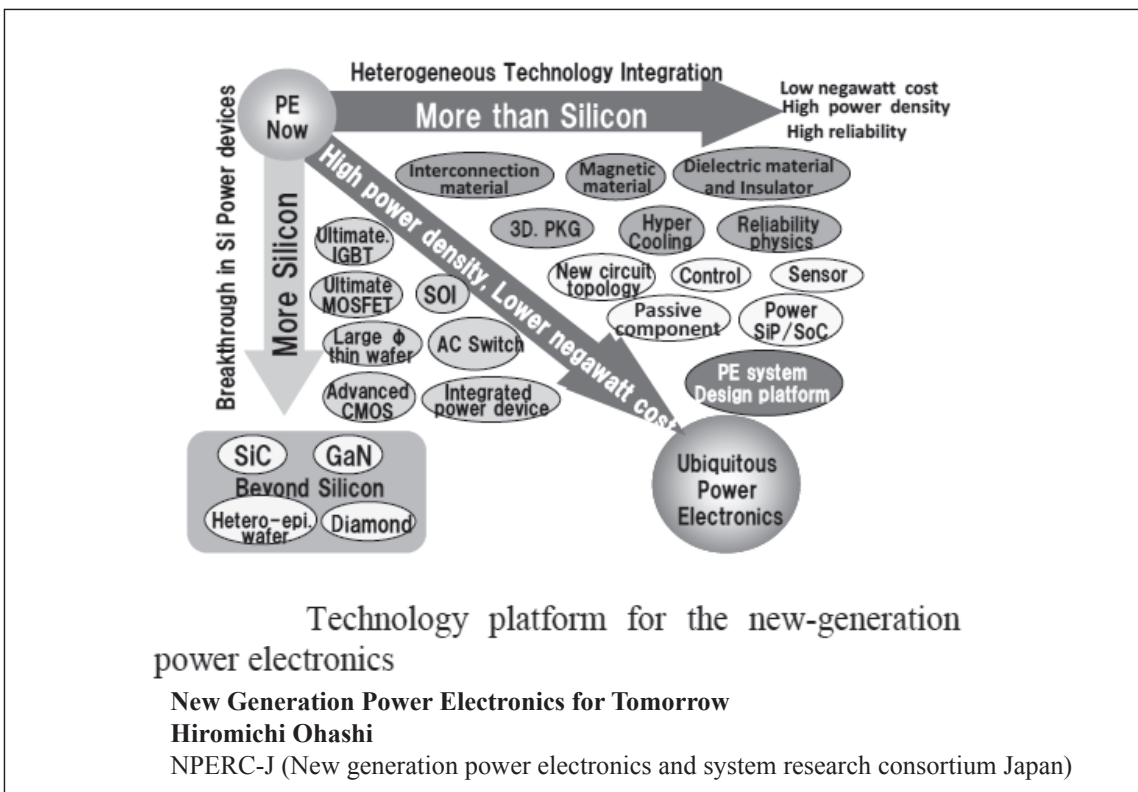 Heterogeneous Technology Integration
PE
Now
More than Silicon
Low negawatt cost
High power density
High reliability
Breakthrough in Si Power devices
More Silicon
High power density, Lower negawatt cost
Interconnection
material
Magnetic
material
Dielectric material
and Insulator
3D. PKG
Hyper
Cooling
Reliability
physics
Ultimate.
IGBT
New circuit
topology
Control
Sensor
Ultimate
MOSFET
SOI
Passive
component
Power
SiP/SoC
Large Φ
thin wafer
AC Switch
PE system
Design platform
Advanced
CMOS
Integrated
power device
SiC
GaN
Beyond Silicon
Hetero-epi.
wafer
Diamond
Ubiquitous
Power
Electronics
Technology platform for the new-generation
power electronics
New Generation Power Electronics for Tomorrow
Hiromichi Ohashi
NPERC-J (New generation power electronics and system research consortium Japan)